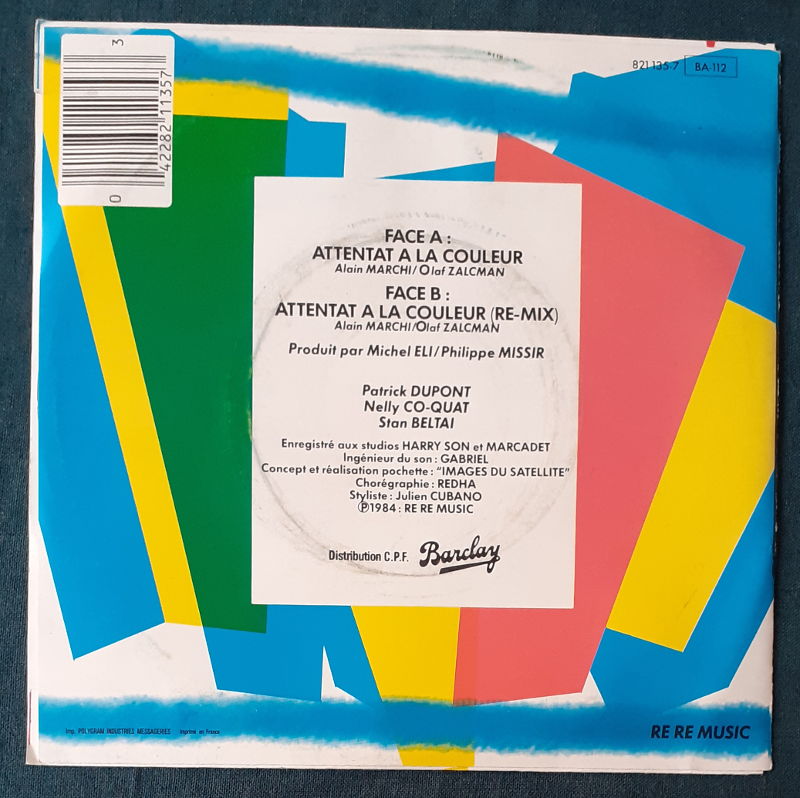 3
42282 11357
0
821 135-7 BA-112
FACE A :
ATTENTAT A LA COULEUR
Alain MARCHI/Olaf ZALCMAN
FACE B :
ATTENTAT A LA COULEUR (RE-MIX)
Alain MARCHI/Olaf ZALCMAN
Produit par Michel ELI/Philippe MISSIR
Patrick DUPONT
Nelly CO-QUAT
Stan BELTAI
Enregistré aux studios HARRY SON et MARCADET
Ingénieur du son : GABRIEL
Concept et réalisation pochette : "IMAGES DU SATELLITE"
Chorégraphie : REDHA
Styliste : Julien CUBANO
℗1984 : RE RE MUSIC
Distribution C.P.F. Barclay
Imp. POLYGRAM INDUSTRIES MESSAGERIES Imprimé en France
RE RE MUSIC